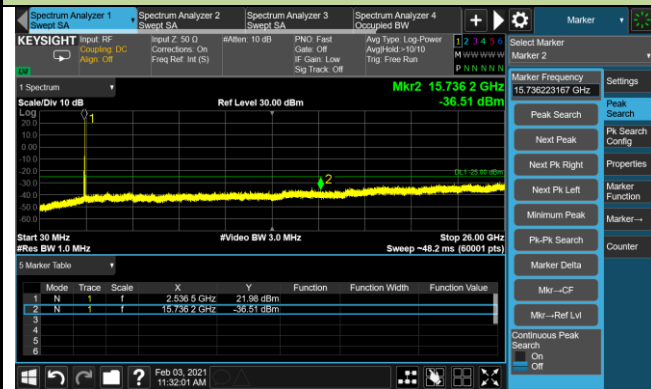 Spectrum Analyzer 1
Swept SA
Spectrum Analyzer 2
Swept SA
Spectrum Analyzer 3
Swept SA
Spectrum Analyzer 4
Occupied BW
+
Marker
KEYSIGHT
Input: RF
Coupling: DC
Align: Off
Input Z: 50 Ω
Corrections: On
Freq Ref: Int (S)
#Atten: 10 dB
PNO: Fast
Gate: Off
IF Gain: Low
Sig Track: Off
Avg Type: Log-Power
Avg|Hold:>10/10
Trig: Free Run
1 2 3 4 5 6
M W W W W W
P N N N N N
LXI
Select Marker
Marker 2
1 Spectrum
Mkr2 15.736 2 GHz
Scale/Div 10 dB
Ref Level 30.00 dBm
-36.51 dBm
Log
20.0
10.0
0.00
-10.0
-20.0
-30.0
-40.0
-50.0
-60.0
1
2
DL1 -25.00 dBm
Start 30 MHz
#Video BW 3.0 MHz
Stop 26.00 GHz
#Res BW 1.0 MHz
Sweep ~48.2 ms (60001 pts)
5 Marker Table
Mode Trace Scale X Y Function Function Width Function Value
1 N 1 f 2.536 5 GHz 21.98 dBm
2 N 1 f 15.736 2 GHz -36.51 dBm
3
4
5
6
Marker Frequency
15.736223167 GHz
Peak Search
Next Peak
Next Pk Right
Next Pk Left
Minimum Peak
Pk-Pk Search
Marker Delta
Mkr→CF
Mkr→Ref Lvl
Continuous Peak
Search
On
Off
Settings
Peak
Search
Pk Search
Config
Properties
Marker
Function
Marker→
Counter
?
Feb 03, 2021
11:32:01 AM